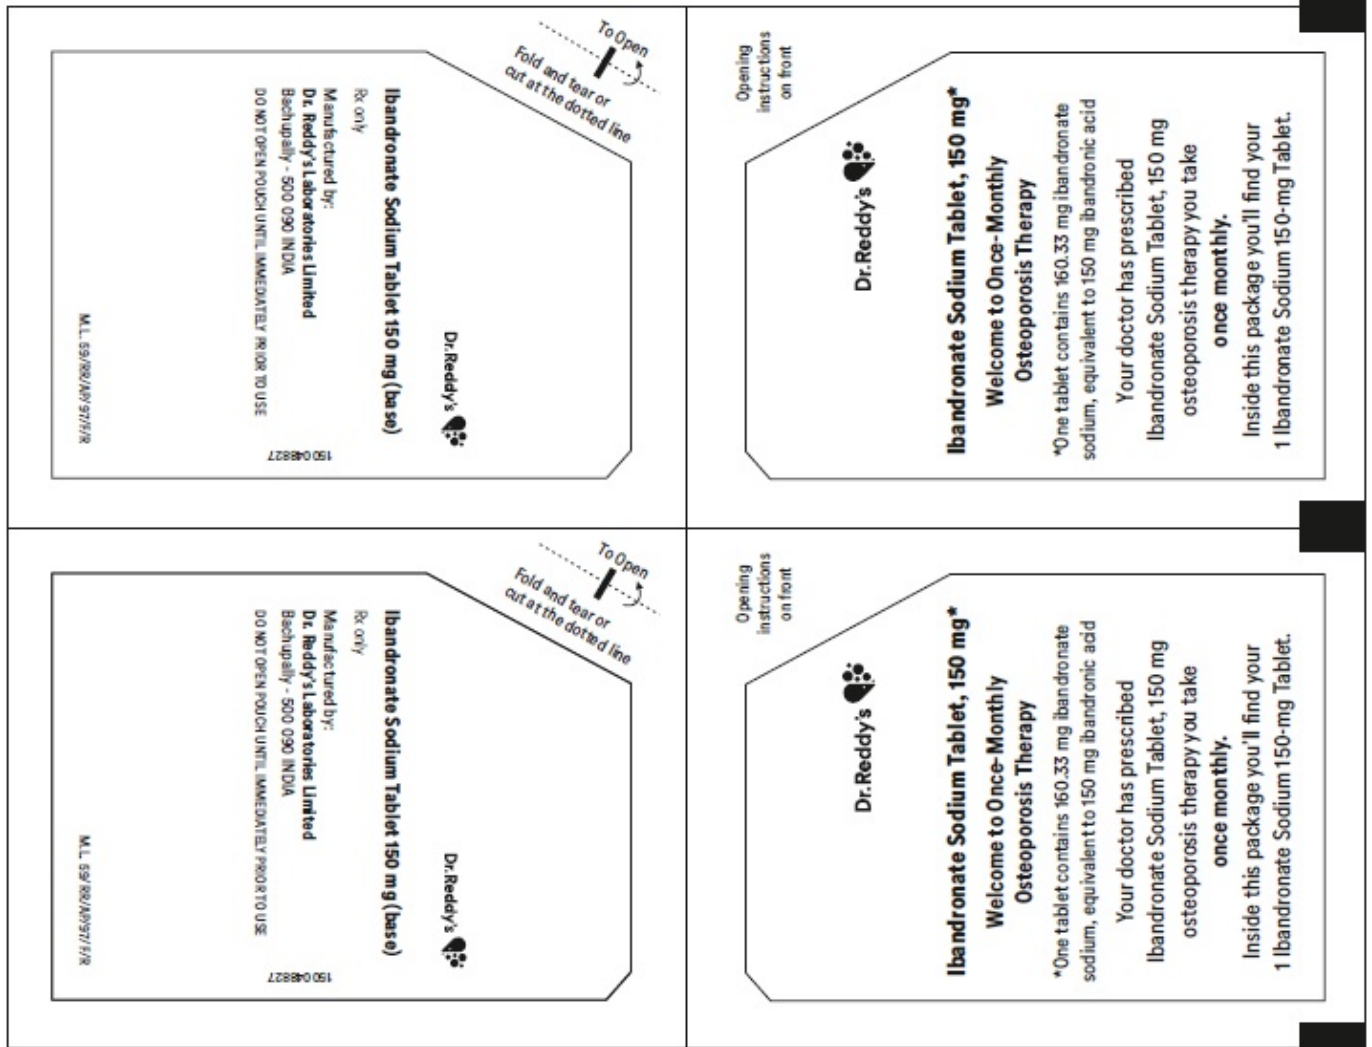 To Open
Fold and tear or
cut at the dotted line
Dr.Reddy's
Ibandronate Sodium Tablet 150 mg (base)
Rx only
Manufactured by:
Dr. Reddy's Laboratories Limited
Bachupally - 500 090 INDIA
DO NOT OPEN POUCH UNTIL IMMEDIATELY PRIOR TO USE
M.L. 59/RR/AP/97/F/R
150048827
Opening
instructions
on front
Dr.Reddy's
Ibandronate Sodium Tablet, 150 mg*
Welcome to Once-Monthly
Osteoporosis Therapy
*One tablet contains 160.33 mg ibandronate
sodium, equivalent to 150 mg ibandronic acid
Your doctor has prescribed
Ibandronate Sodium Tablet, 150 mg
osteoporosis therapy you take
once monthly.
Inside this package you'll find your
1 Ibandronate Sodium 150-mg Tablet.
To Open
Fold and tear or
cut at the dotted line
Dr.Reddy's
Ibandronate Sodium Tablet 150 mg (base)
Rx only
Manufactured by:
Dr. Reddy's Laboratories Limited
Bachupally - 500 090 INDIA
DO NOT OPEN POUCH UNTIL IMMEDIATELY PRIOR TO USE
M.L. 59/RR/AP/97/F/R
150048827
Opening
instructions
on front
Dr.Reddy's
Ibandronate Sodium Tablet, 150 mg*
Welcome to Once-Monthly
Osteoporosis Therapy
*One tablet contains 160.33 mg ibandronate
sodium, equivalent to 150 mg ibandronic acid
Your doctor has prescribed
Ibandronate Sodium Tablet, 150 mg
osteoporosis therapy you take
once monthly.
Inside this package you'll find your
1 Ibandronate Sodium 150-mg Tablet.